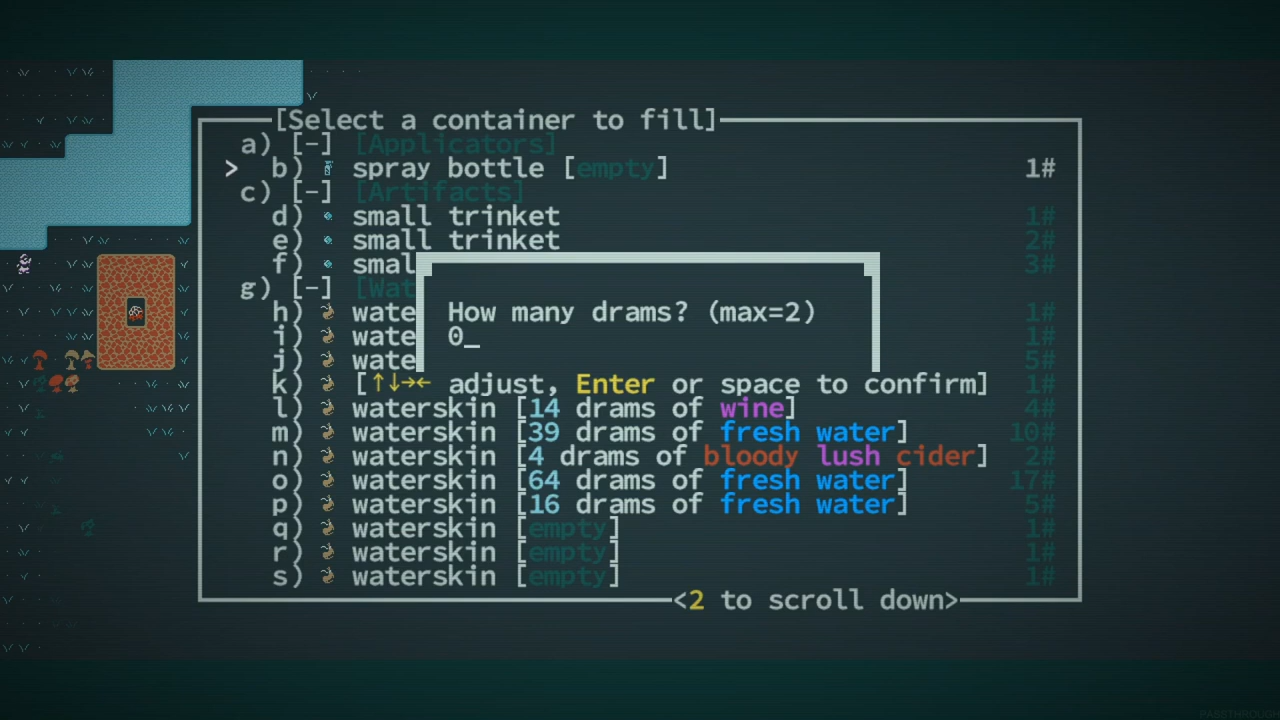 [Select a container to fill]
a) [-] [Applicators]
> b) spray bottle [empty] 1#
c) [-] [Artifacts]
d) small trinket 1#
e) small trinket 2#
f) smal 3#
g) [-] [Wat
How many drams? (max=2)
h) wate 1#
0_
i) wate 1#
j) wate 5#
k) [↑↓→← adjust, Enter or space to confirm] 1#
l) waterskin [14 drams of wine] 4#
m) waterskin [39 drams of fresh water] 10#
n) waterskin [4 drams of bloody lush cider] 2#
o) waterskin [64 drams of fresh water] 17#
p) waterskin [16 drams of fresh water] 5#
q) waterskin [empty] 1#
r) waterskin [empty] 1#
s) waterskin [empty] 1#
<2 to scroll down>